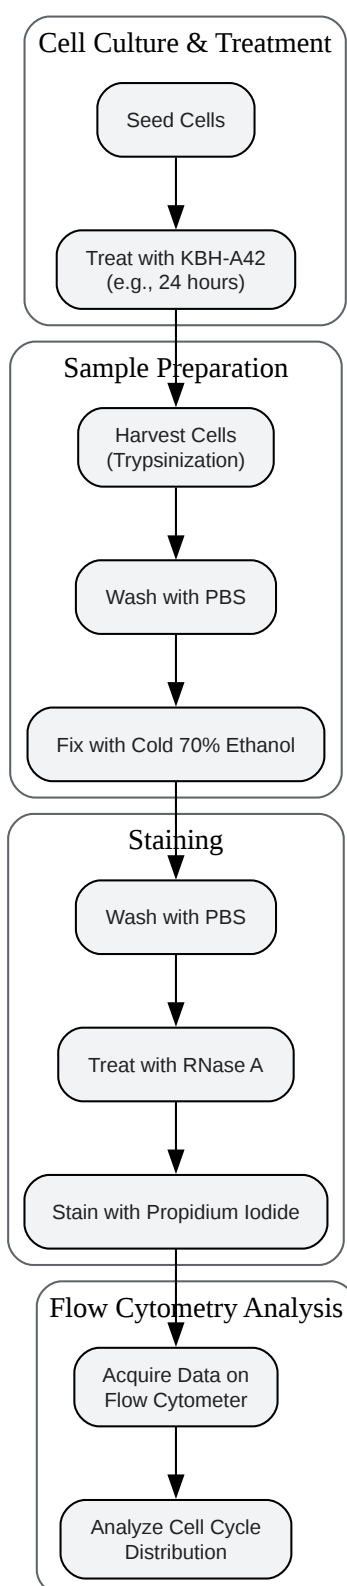 Cell Culture & Treatment
Seed Cells
Treat with KBH-A42
(e.g., 24 hours)
Sample Preparation
Harvest Cells
(Trypsinization)
Wash with PBS
Fix with Cold 70% Ethanol
Staining
Wash with PBS
Treat with RNase A
Stain with Propidium Iodide
Flow Cytometry Analysis
Acquire Data on
Flow Cytometer
Analyze Cell Cycle
Distribution